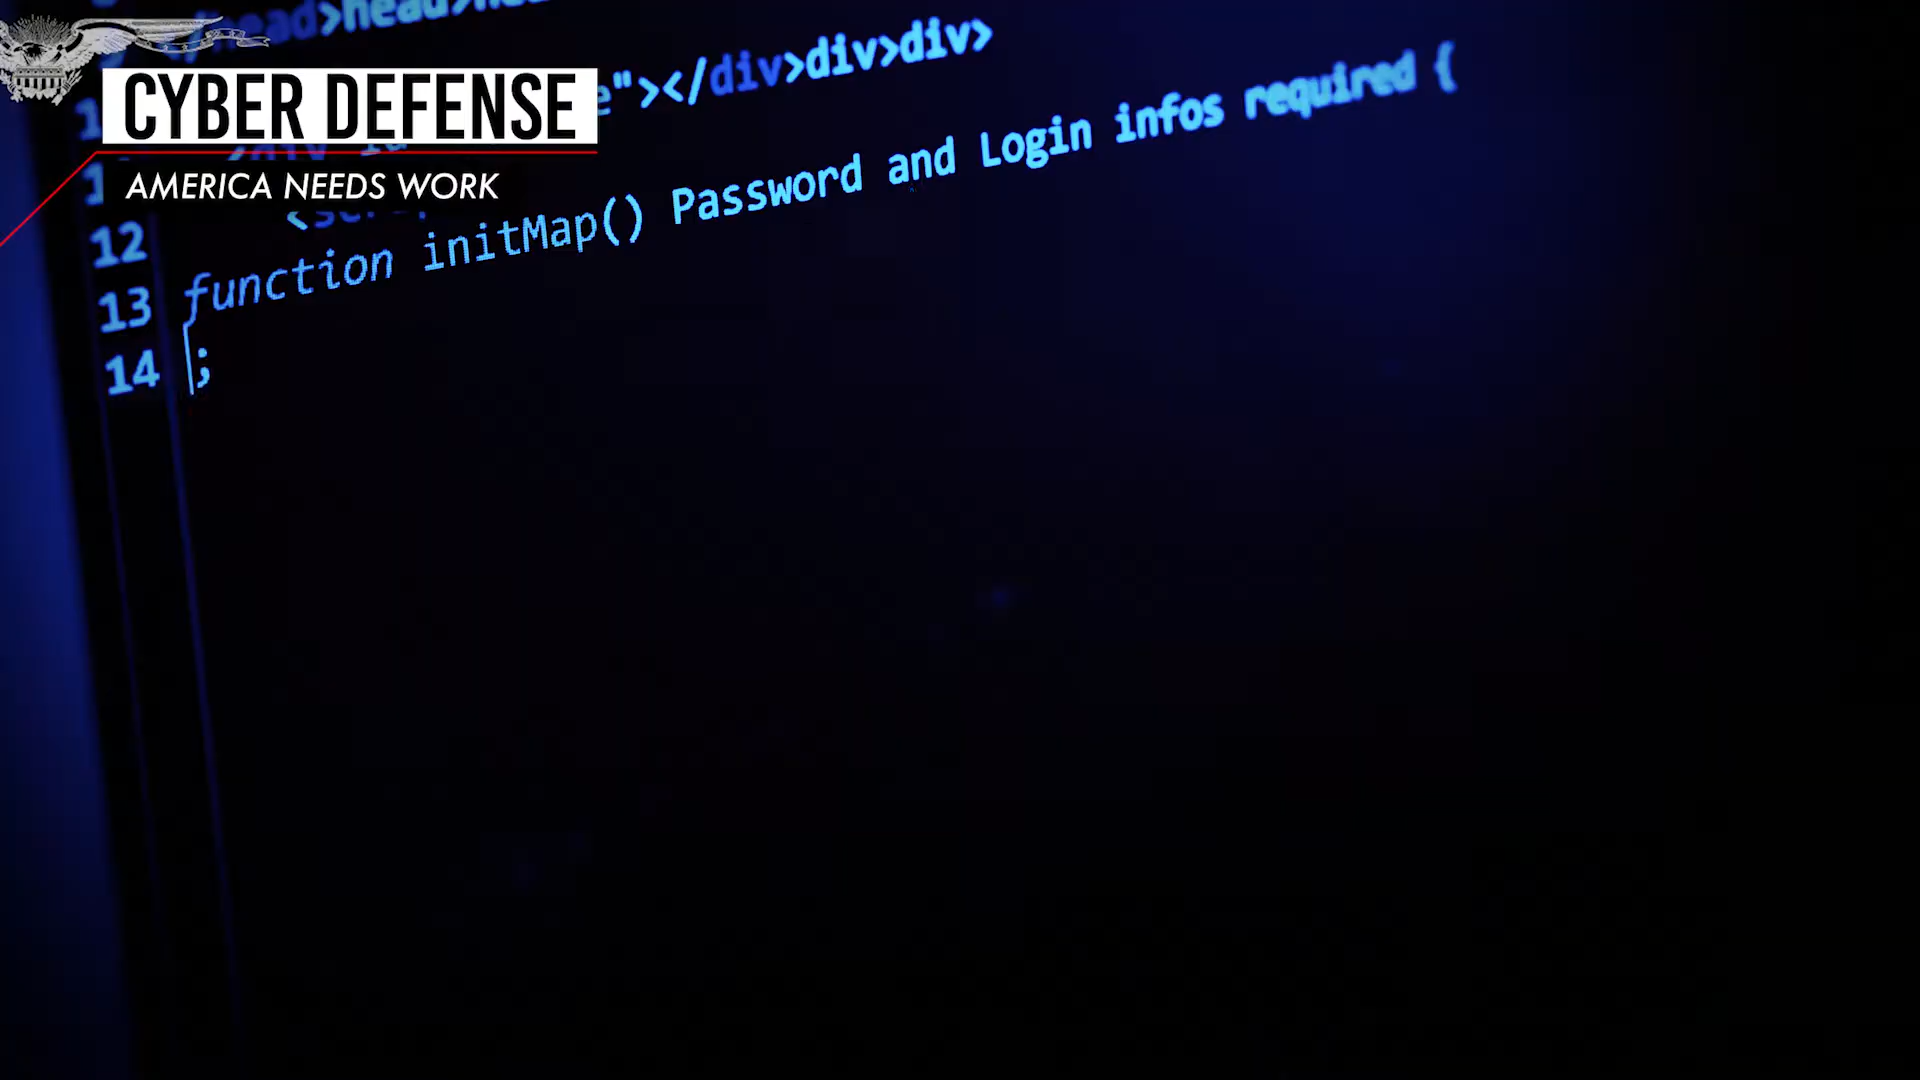 CYBER DEFENSE
AMERICA NEEDS WORK
></div>div>div>
12
13 function initMap() Password and Login infos required {
14 ;